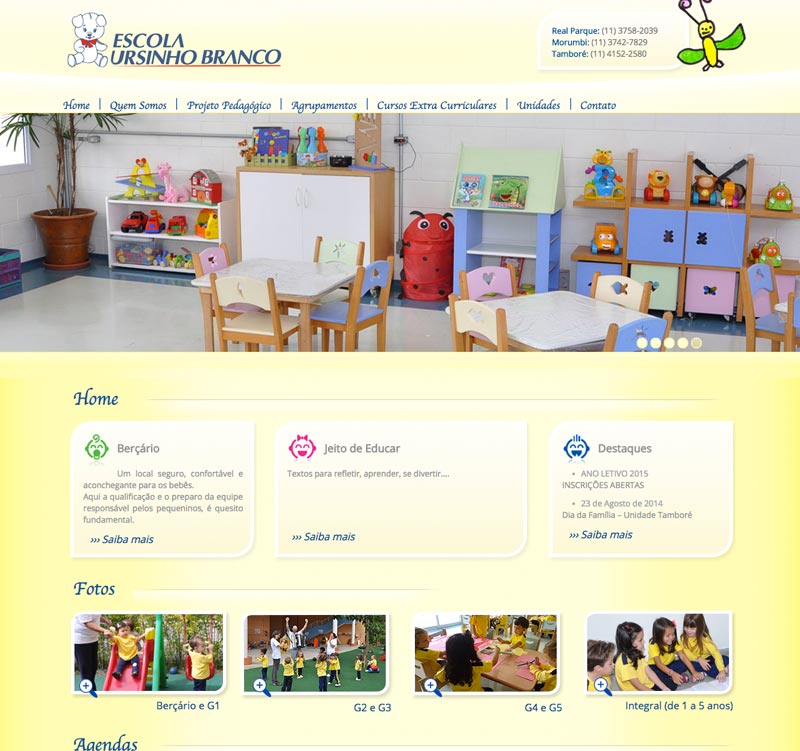 ESCOLA
URSINHO BRANCO
Real Parque: (11) 3758-2039
Morumbi: (11) 3742-7829
Tamboré: (11) 4152-2580
Home | Quem Somos | Projeto Pedagógico | Agrupamentos | Cursos Extra Curriculares | Unidades | Contato
Home
Berçário
Um local seguro, confortável e
aconchegante para os bebês.
Aqui a qualificação e o preparo da equipe
responsável pelos pequeninos, é quesito
fundamental.
››› Saiba mais
Jeito de Educar
Textos para refletir, aprender, se divertir....
››› Saiba mais
Destaques
• ANO LETIVO 2015
INSCRIÇÕES ABERTAS
• 23 de Agosto de 2014
Dia da Família – Unidade Tamboré
››› Saiba mais
Fotos
Berçário e G1
G2 e G3
G4 e G5
Integral (de 1 a 5 anos)
Agendas